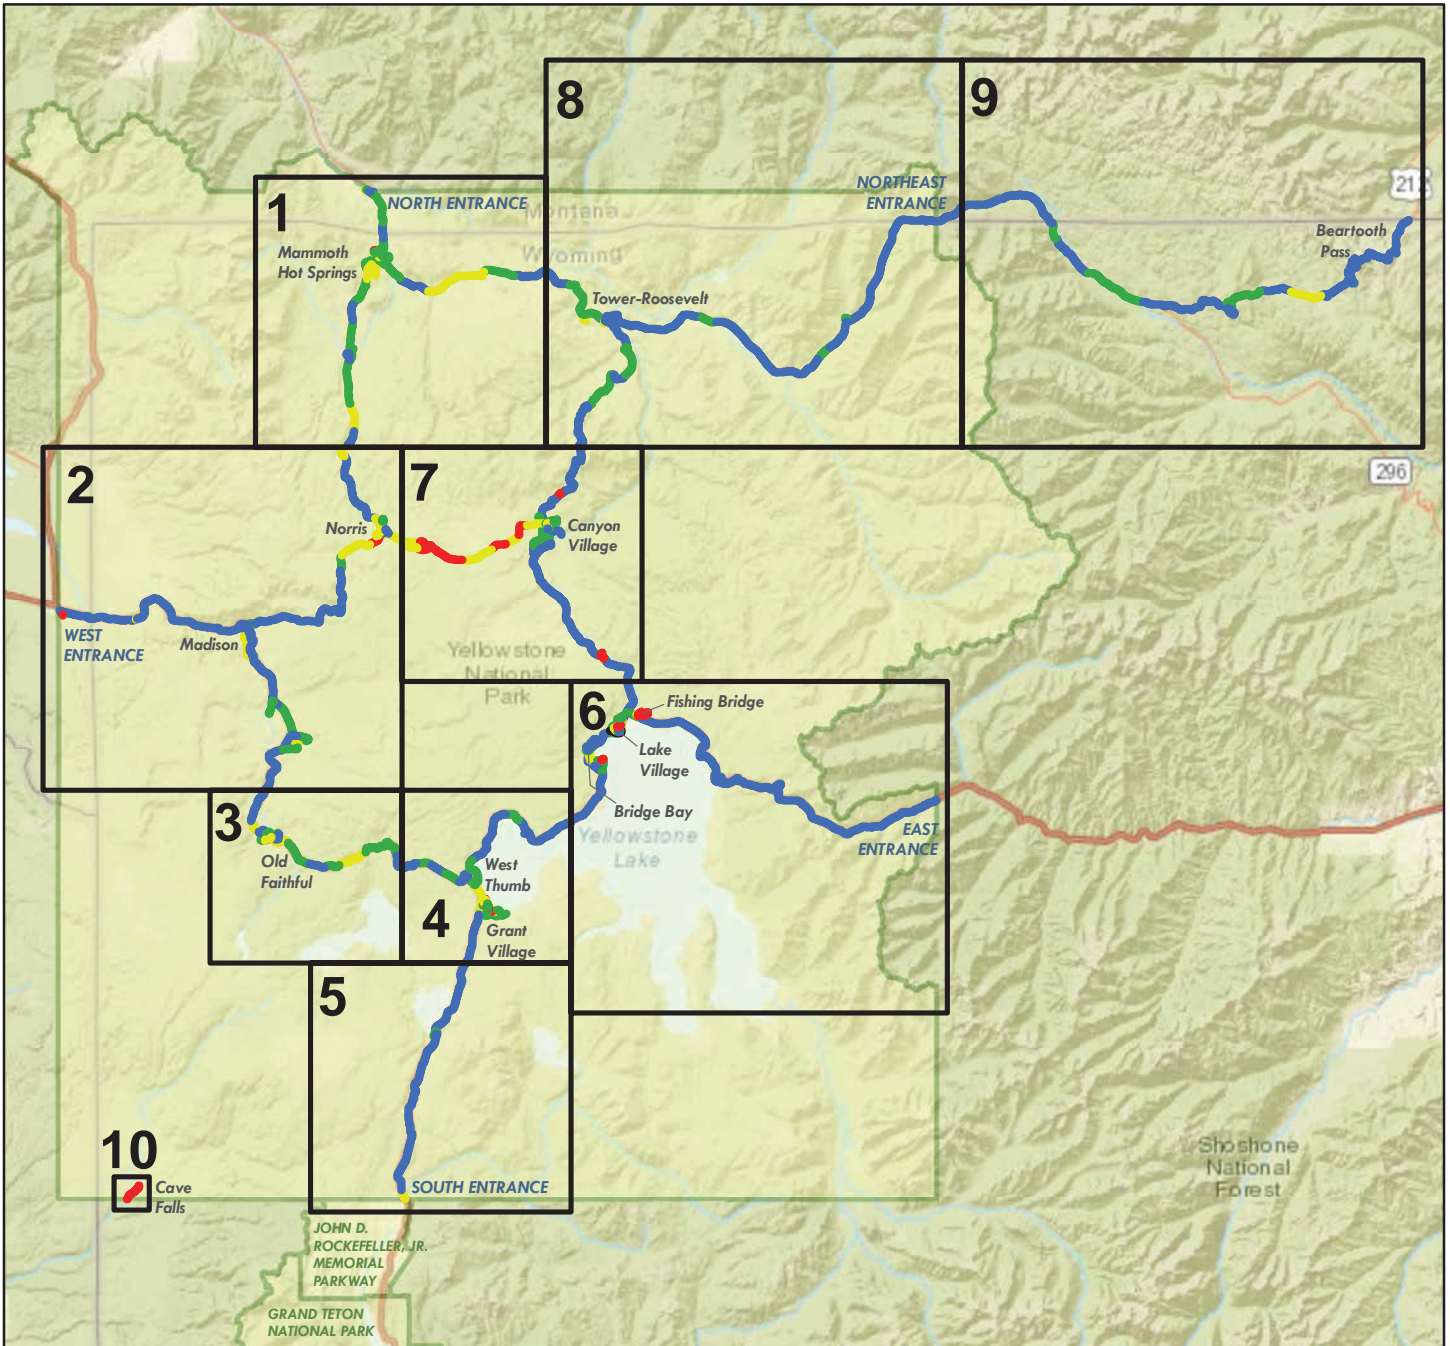 8
9
NORTHEAST
ENTRANCE
212
1
NORTH ENTRANCE
Montana
Wyoming
Mammoth
Hot Springs
Beartooth
Pass
Tower-Roosevelt
2
7
296
Norris
Canyon
Village
WEST
ENTRANCE
Madison
Yellowstone
National
Park
6
Fishing Bridge
Lake
Village
Bridge Bay
3
Old
Faithful
Yellowstone
Lake
EAST
ENTRANCE
West
Thumb
4
Grant
Village
5
10
Cave
Falls
SOUTH ENTRANCE
Shoshone
National
Forest
JOHN D.
ROCKEFELLER, JR.
MEMORIAL
PARKWAY
GRAND TETON
NATIONAL PARK